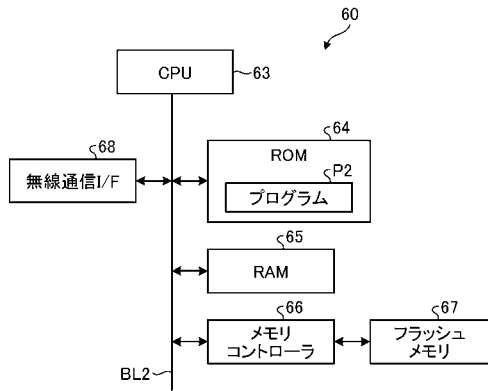 60
CPU
63
68
無線通信I/F
64
ROM
P2
プログラム
65
RAM
66
メモリ
コントローラ
67
フラッシュ
メモリ
BL2